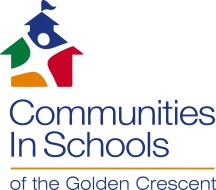 Communities
In Schools
of the Golden Crescent